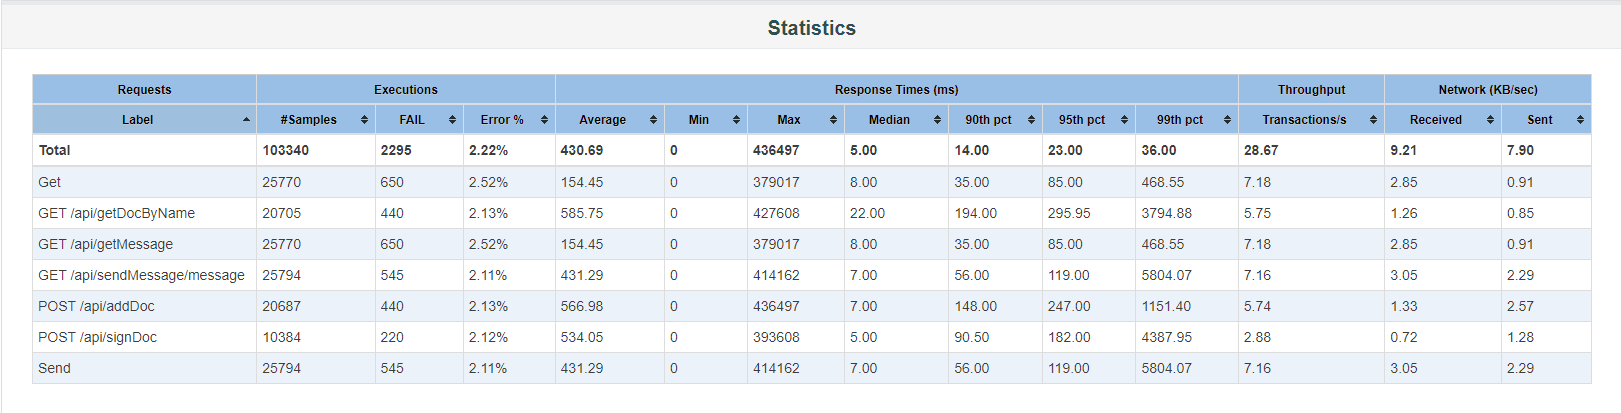 Statistics
Requests Executions Response Times (ms) Throughput Network (KB/sec)
Label #Samples FAIL Error % Average Min Max Median 90th pct 95th pct 99th pct Transactions/s Received Sent
Total 103340 2295 2.22% 430.69 0 436497 5.00 14.00 23.00 36.00 28.67 9.21 7.90
Get 25770 650 2.52% 154.45 0 379017 8.00 35.00 85.00 468.55 7.18 2.85 0.91
GET /api/getDocByName 20705 440 2.13% 585.75 0 427608 22.00 194.00 295.95 3794.88 5.75 1.26 0.85
GET /api/getMessage 25770 650 2.52% 154.45 0 379017 8.00 35.00 85.00 468.55 7.18 2.85 0.91
GET /api/sendMessage/message 25794 545 2.11% 431.29 0 414162 7.00 56.00 119.00 5804.07 7.16 3.05 2.29
POST /api/addDoc 20687 440 2.13% 566.98 0 436497 7.00 148.00 247.00 1151.40 5.74 1.33 2.57
POST /api/signDoc 10384 220 2.12% 534.05 0 393608 5.00 90.50 182.00 4387.95 2.88 0.72 1.28
Send 25794 545 2.11% 431.29 0 414162 7.00 56.00 119.00 5804.07 7.16 3.05 2.29